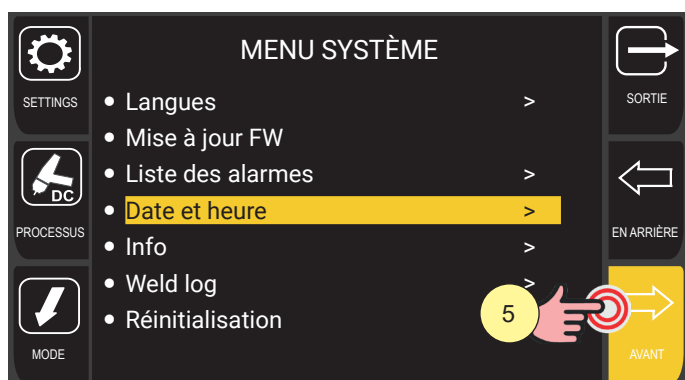 MENU SYSTÈME
SETTINGS
SORTIE
• Langues >
• Mise à jour FW
• Liste des alarmes >
DC
PROCESSUS
• Date et heure >
EN ARRIÈRE
• Info >
• Weld log >
5
• Réinitialisation
MODE
AVANT